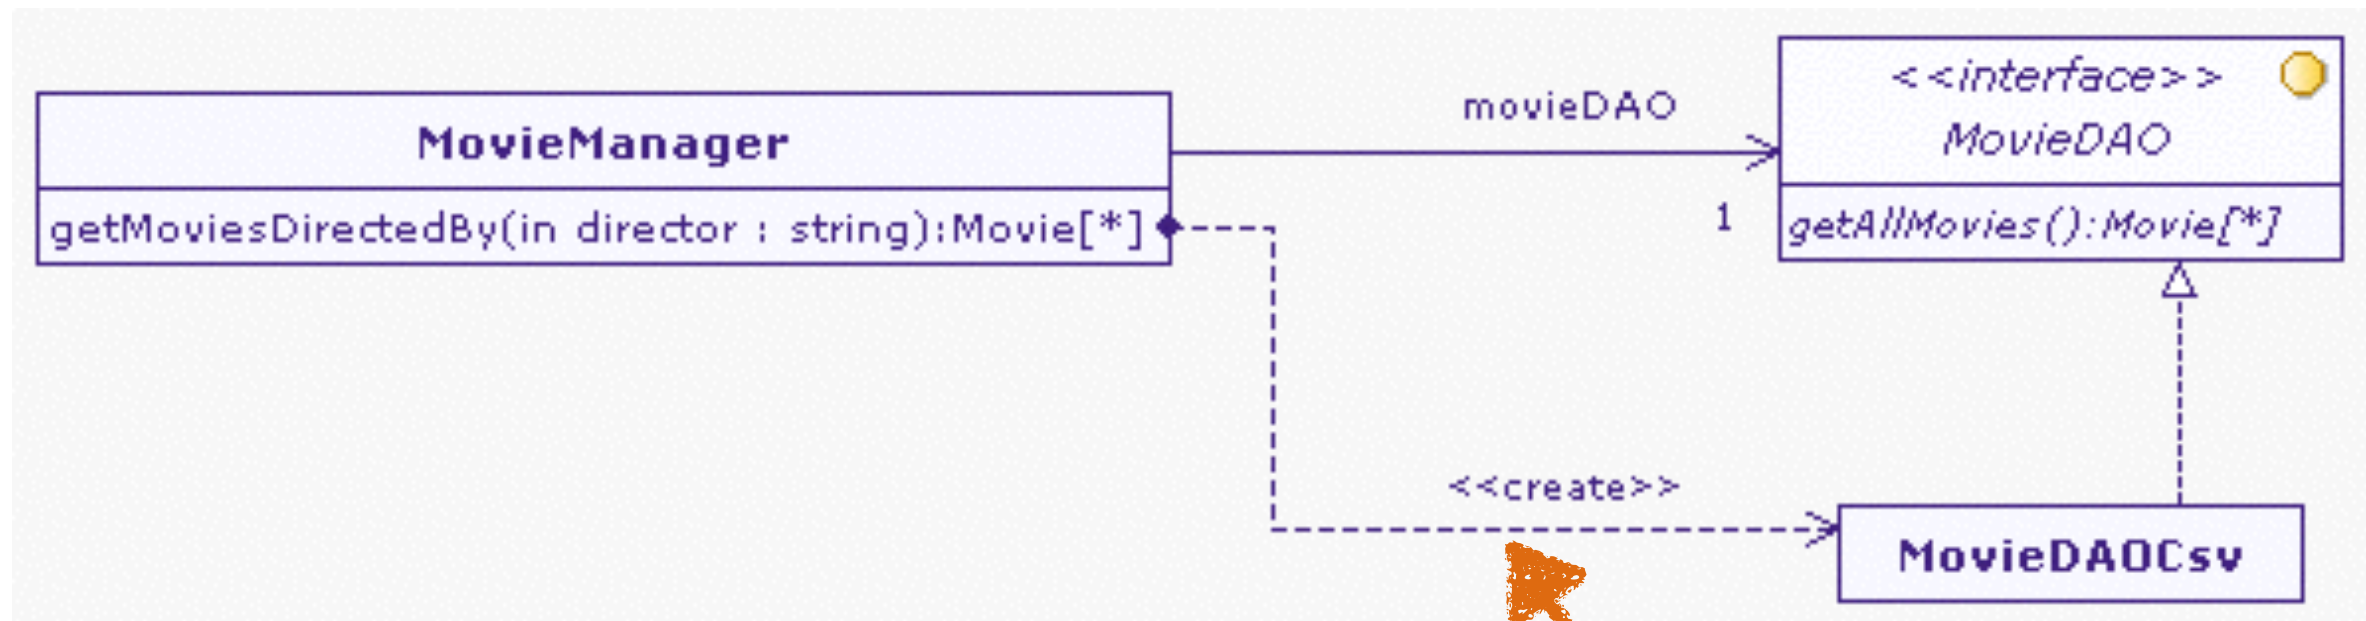 MovieManager
getMoviesDirectedBy(in director : string):Movie[*]
movieDAO
1
<<interface>>
MovieDAO
getAllMovies():Movie[*]
<<create>>
MovieDAOCsv